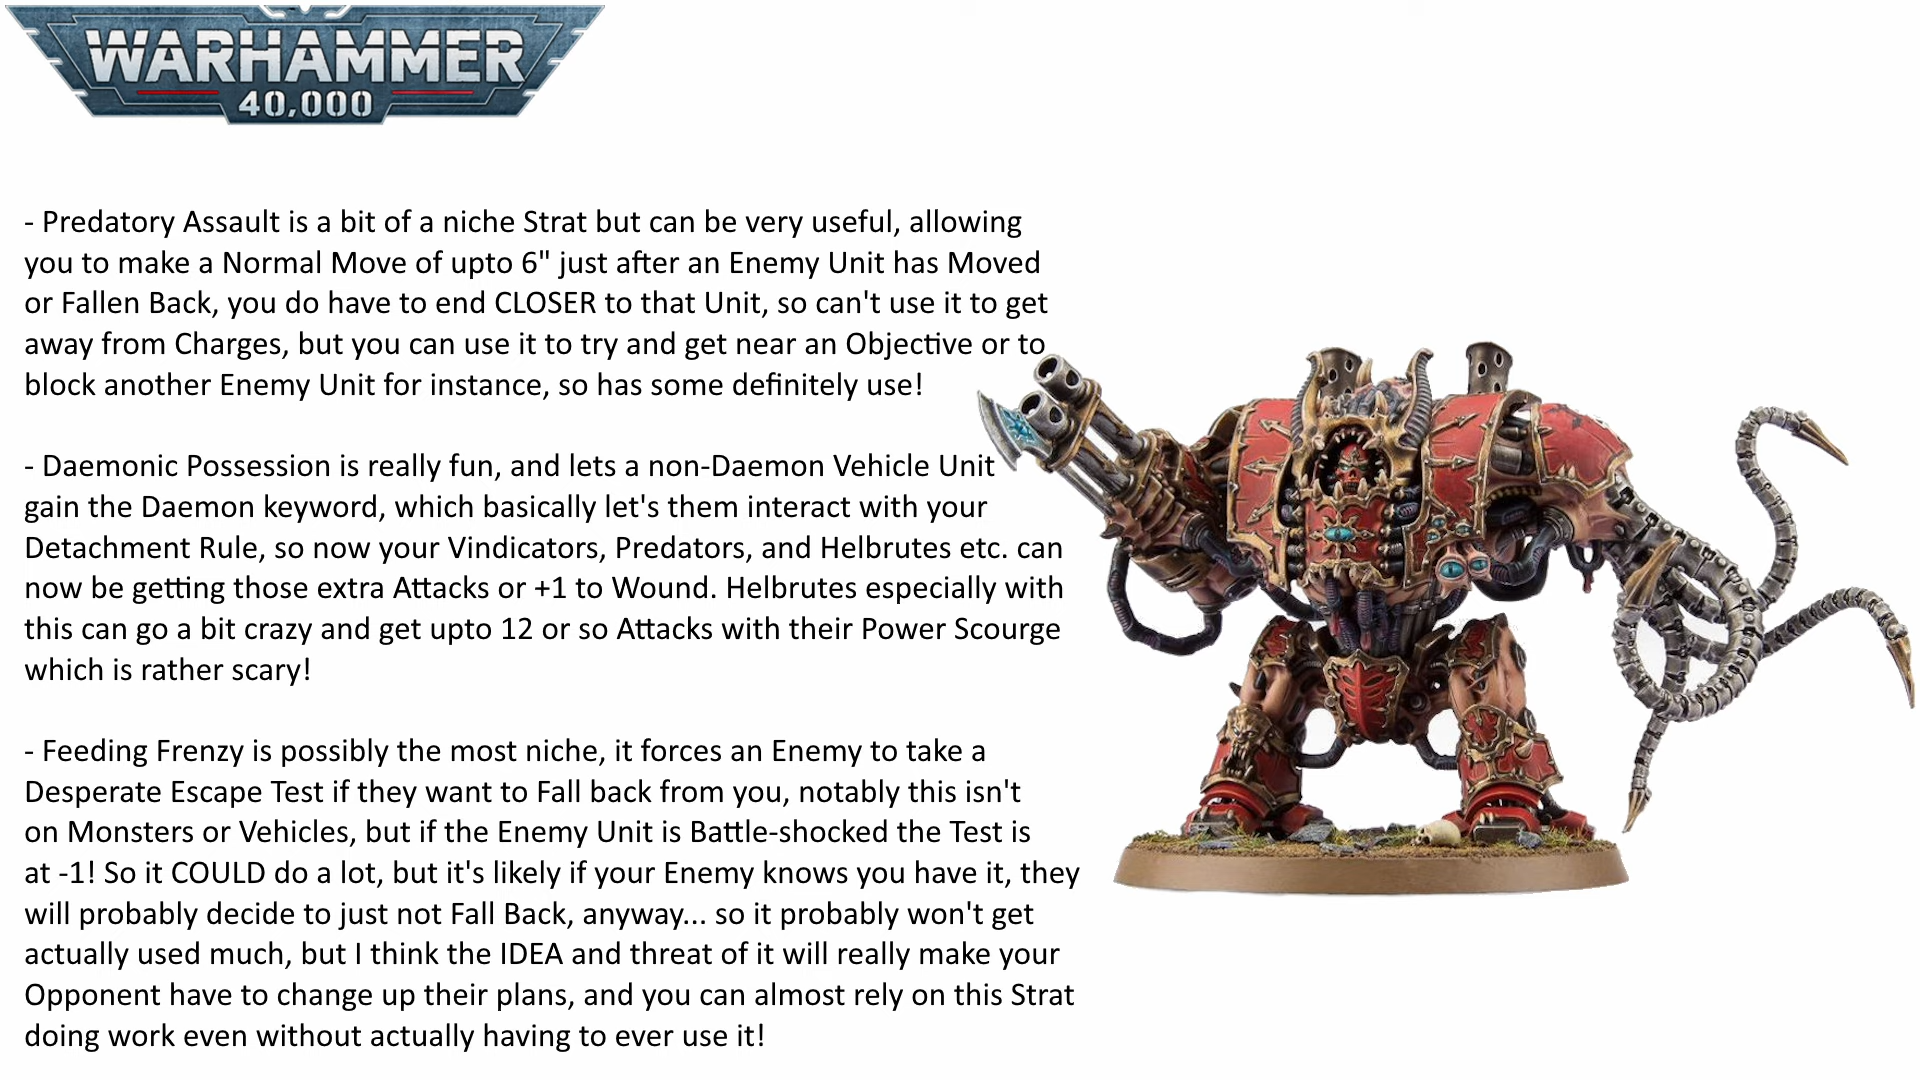 WARHAMMER
40,000
- Predatory Assault is a bit of a niche Strat but can be very useful, allowing
you to make a Normal Move of upto 6" just after an Enemy Unit has Moved
or Fallen Back, you do have to end CLOSER to that Unit, so can't use it to get
away from Charges, but you can use it to try and get near an Objective or to
block another Enemy Unit for instance, so has some definitely use!
- Daemonic Possession is really fun, and lets a non-Daemon Vehicle Unit
gain the Daemon keyword, which basically let's them interact with your
Detachment Rule, so now your Vindicators, Predators, and Helbrutes etc. can
now be getting those extra Attacks or +1 to Wound. Helbrutes especially with
this can go a bit crazy and get upto 12 or so Attacks with their Power Scourge
which is rather scary!
- Feeding Frenzy is possibly the most niche, it forces an Enemy to take a
Desperate Escape Test if they want to Fall back from you, notably this isn't
on Monsters or Vehicles, but if the Enemy Unit is Battle-shocked the Test is
at -1! So it COULD do a lot, but it's likely if your Enemy knows you have it, they
will probably decide to just not Fall Back, anyway... so it probably won't get
actually used much, but I think the IDEA and threat of it will really make your
Opponent have to change up their plans, and you can almost rely on this Strat
doing work even without actually having to ever use it!